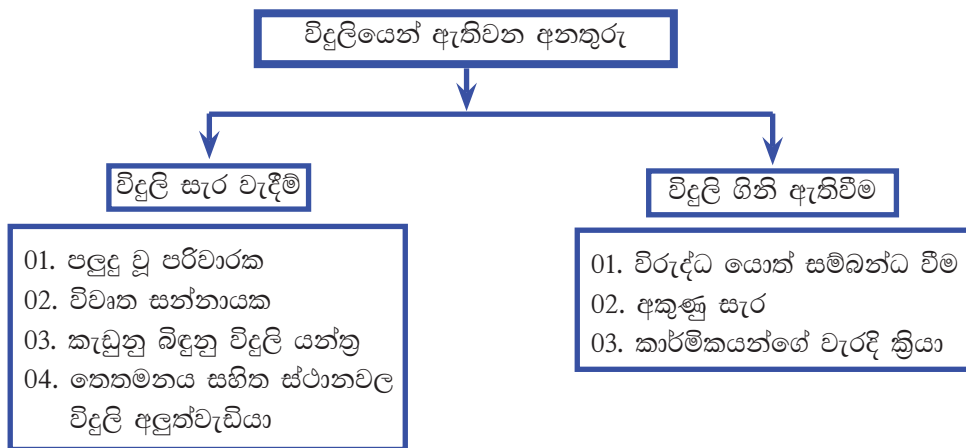 විදුලියෙන් ඇතිවන අනතුරු
විදුලි සැර වැදීම්
01. පලුදු වූ පරිවාරක
02. විවෘත සන්නායක
03. කැඩුනු බිඳුනු විදුලි යන්ත්‍ර
04. තෙතමනය සහිත ස්ථානවල
විදුලි අලුත්වැඩියා
විදුලි ගිනි ඇතිවීම
01. විරුද්ධ යොත් සම්බන්ධ වීම
02. අකුණු සැර
03. කාර්මිකයන්ගේ වැරදි ක්‍රියා